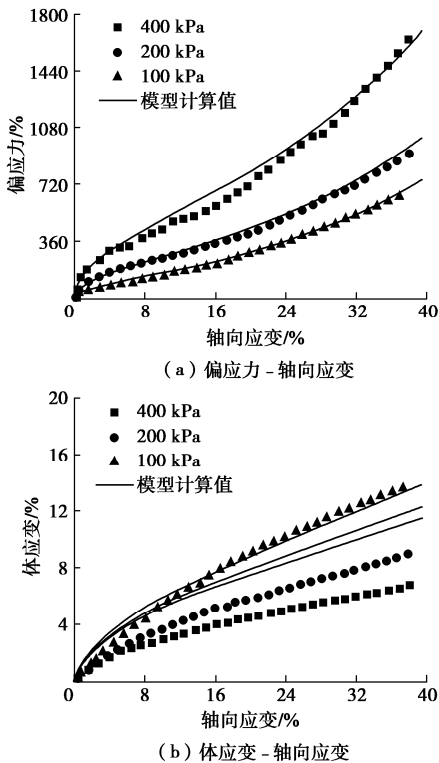 1800
1440
1080
720
360
400 kPa
200 kPa
100 kPa
模型计算值
偏应力/%
0 8 16 24 32 40
轴向应变/%
(a)偏应力-轴向应变
20
16
12
8
4
400 kPa
200 kPa
100 kPa
模型计算值
体应变/%
0 8 16 24 32 40
轴向应变/%
(b)体应变-轴向应变